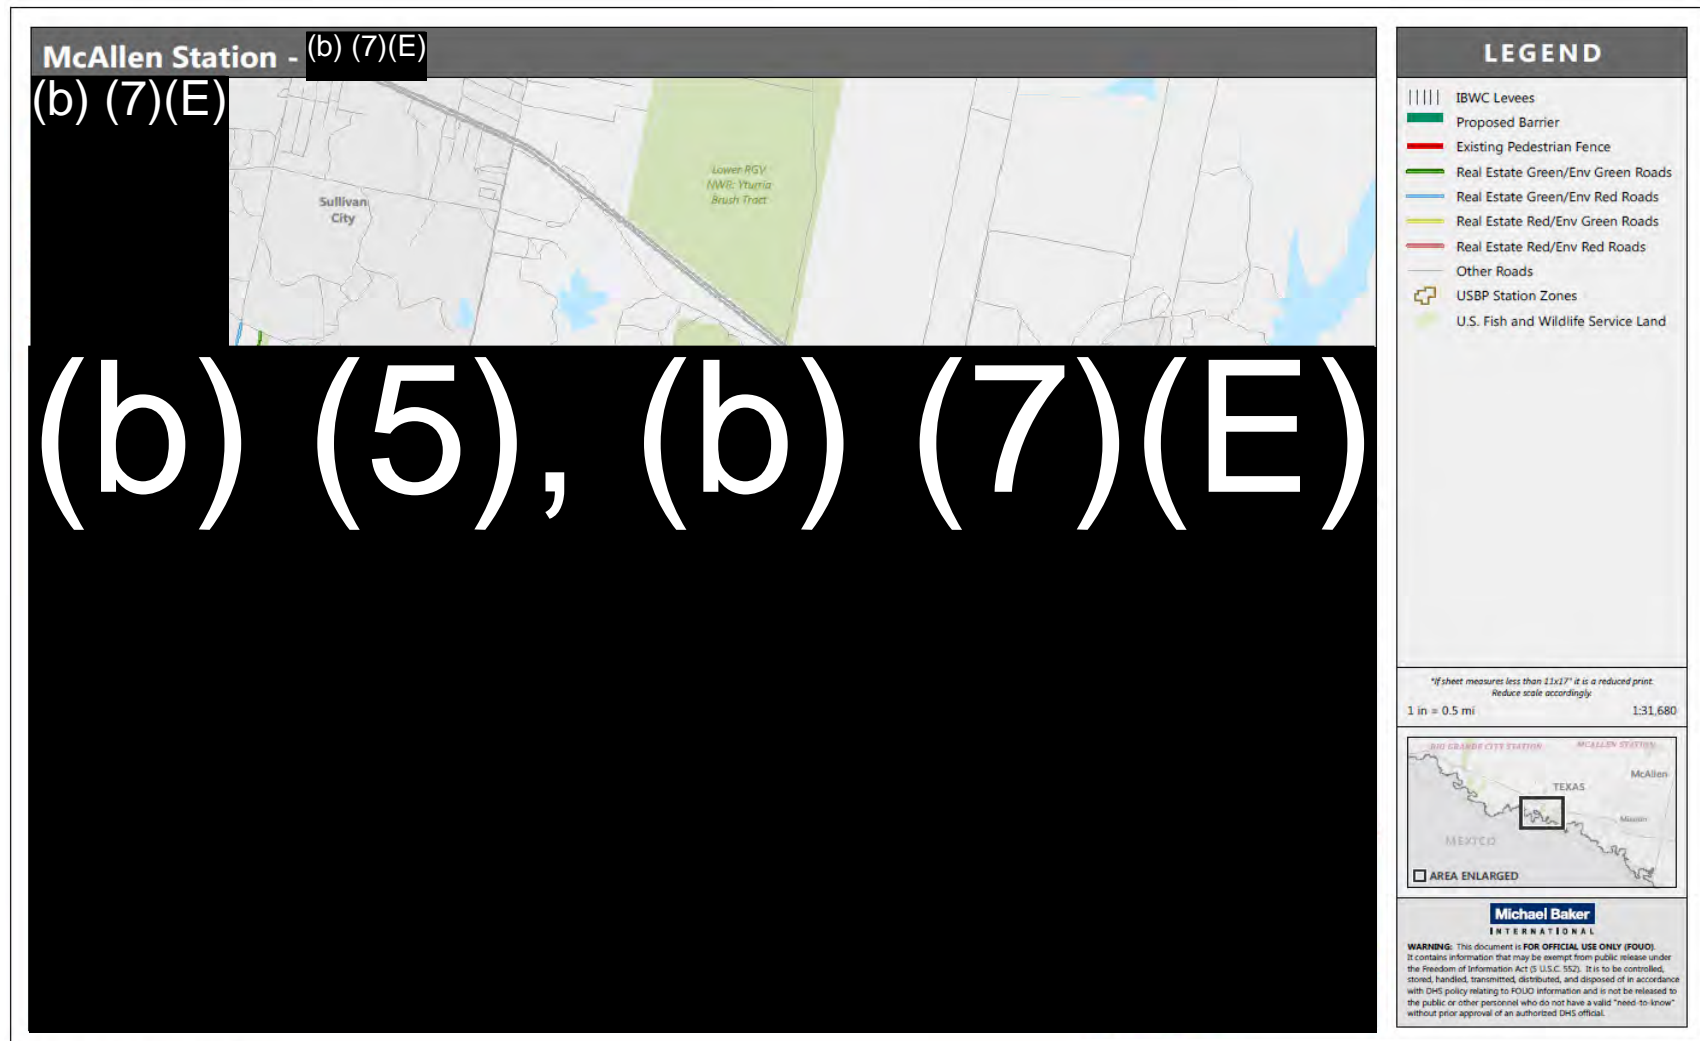 McAllen Station - (b) (7)(E)
(b) (7)(E)
Lower RGV
NWR: Yturria
Brush Tract
Sullivan
City
(b) (5), (b) (7)(E)
LEGEND
IBWC Levees
Proposed Barrier
Existing Pedestrian Fence
Real Estate Green/Env Green Roads
Real Estate Green/Env Red Roads
Real Estate Red/Env Green Roads
Real Estate Red/Env Red Roads
Other Roads
USBP Station Zones
U.S. Fish and Wildlife Service Land
*If sheet measures less than 11x17" it is a reduced print.
Reduce scale accordingly.
1 in = 0.5 mi 1:31,680
RIO GRANDE CITY STATION MCALLEN STATION
McAllen
TEXAS
Mission
MEXICO
AREA ENLARGED
Michael Baker
INTERNATIONAL
WARNING: This document is FOR OFFICIAL USE ONLY (FOUO).
It contains information that may be exempt from public release under
the Freedom of Information Act (5 U.S.C. 552). It is to be controlled,
stored, handled, transmitted, distributed, and disposed of in accordance
with DHS policy relating to FOUO information and is not be released to
the public or other personnel who do not have a valid "need-to-know"
without prior approval of an authorized DHS official.